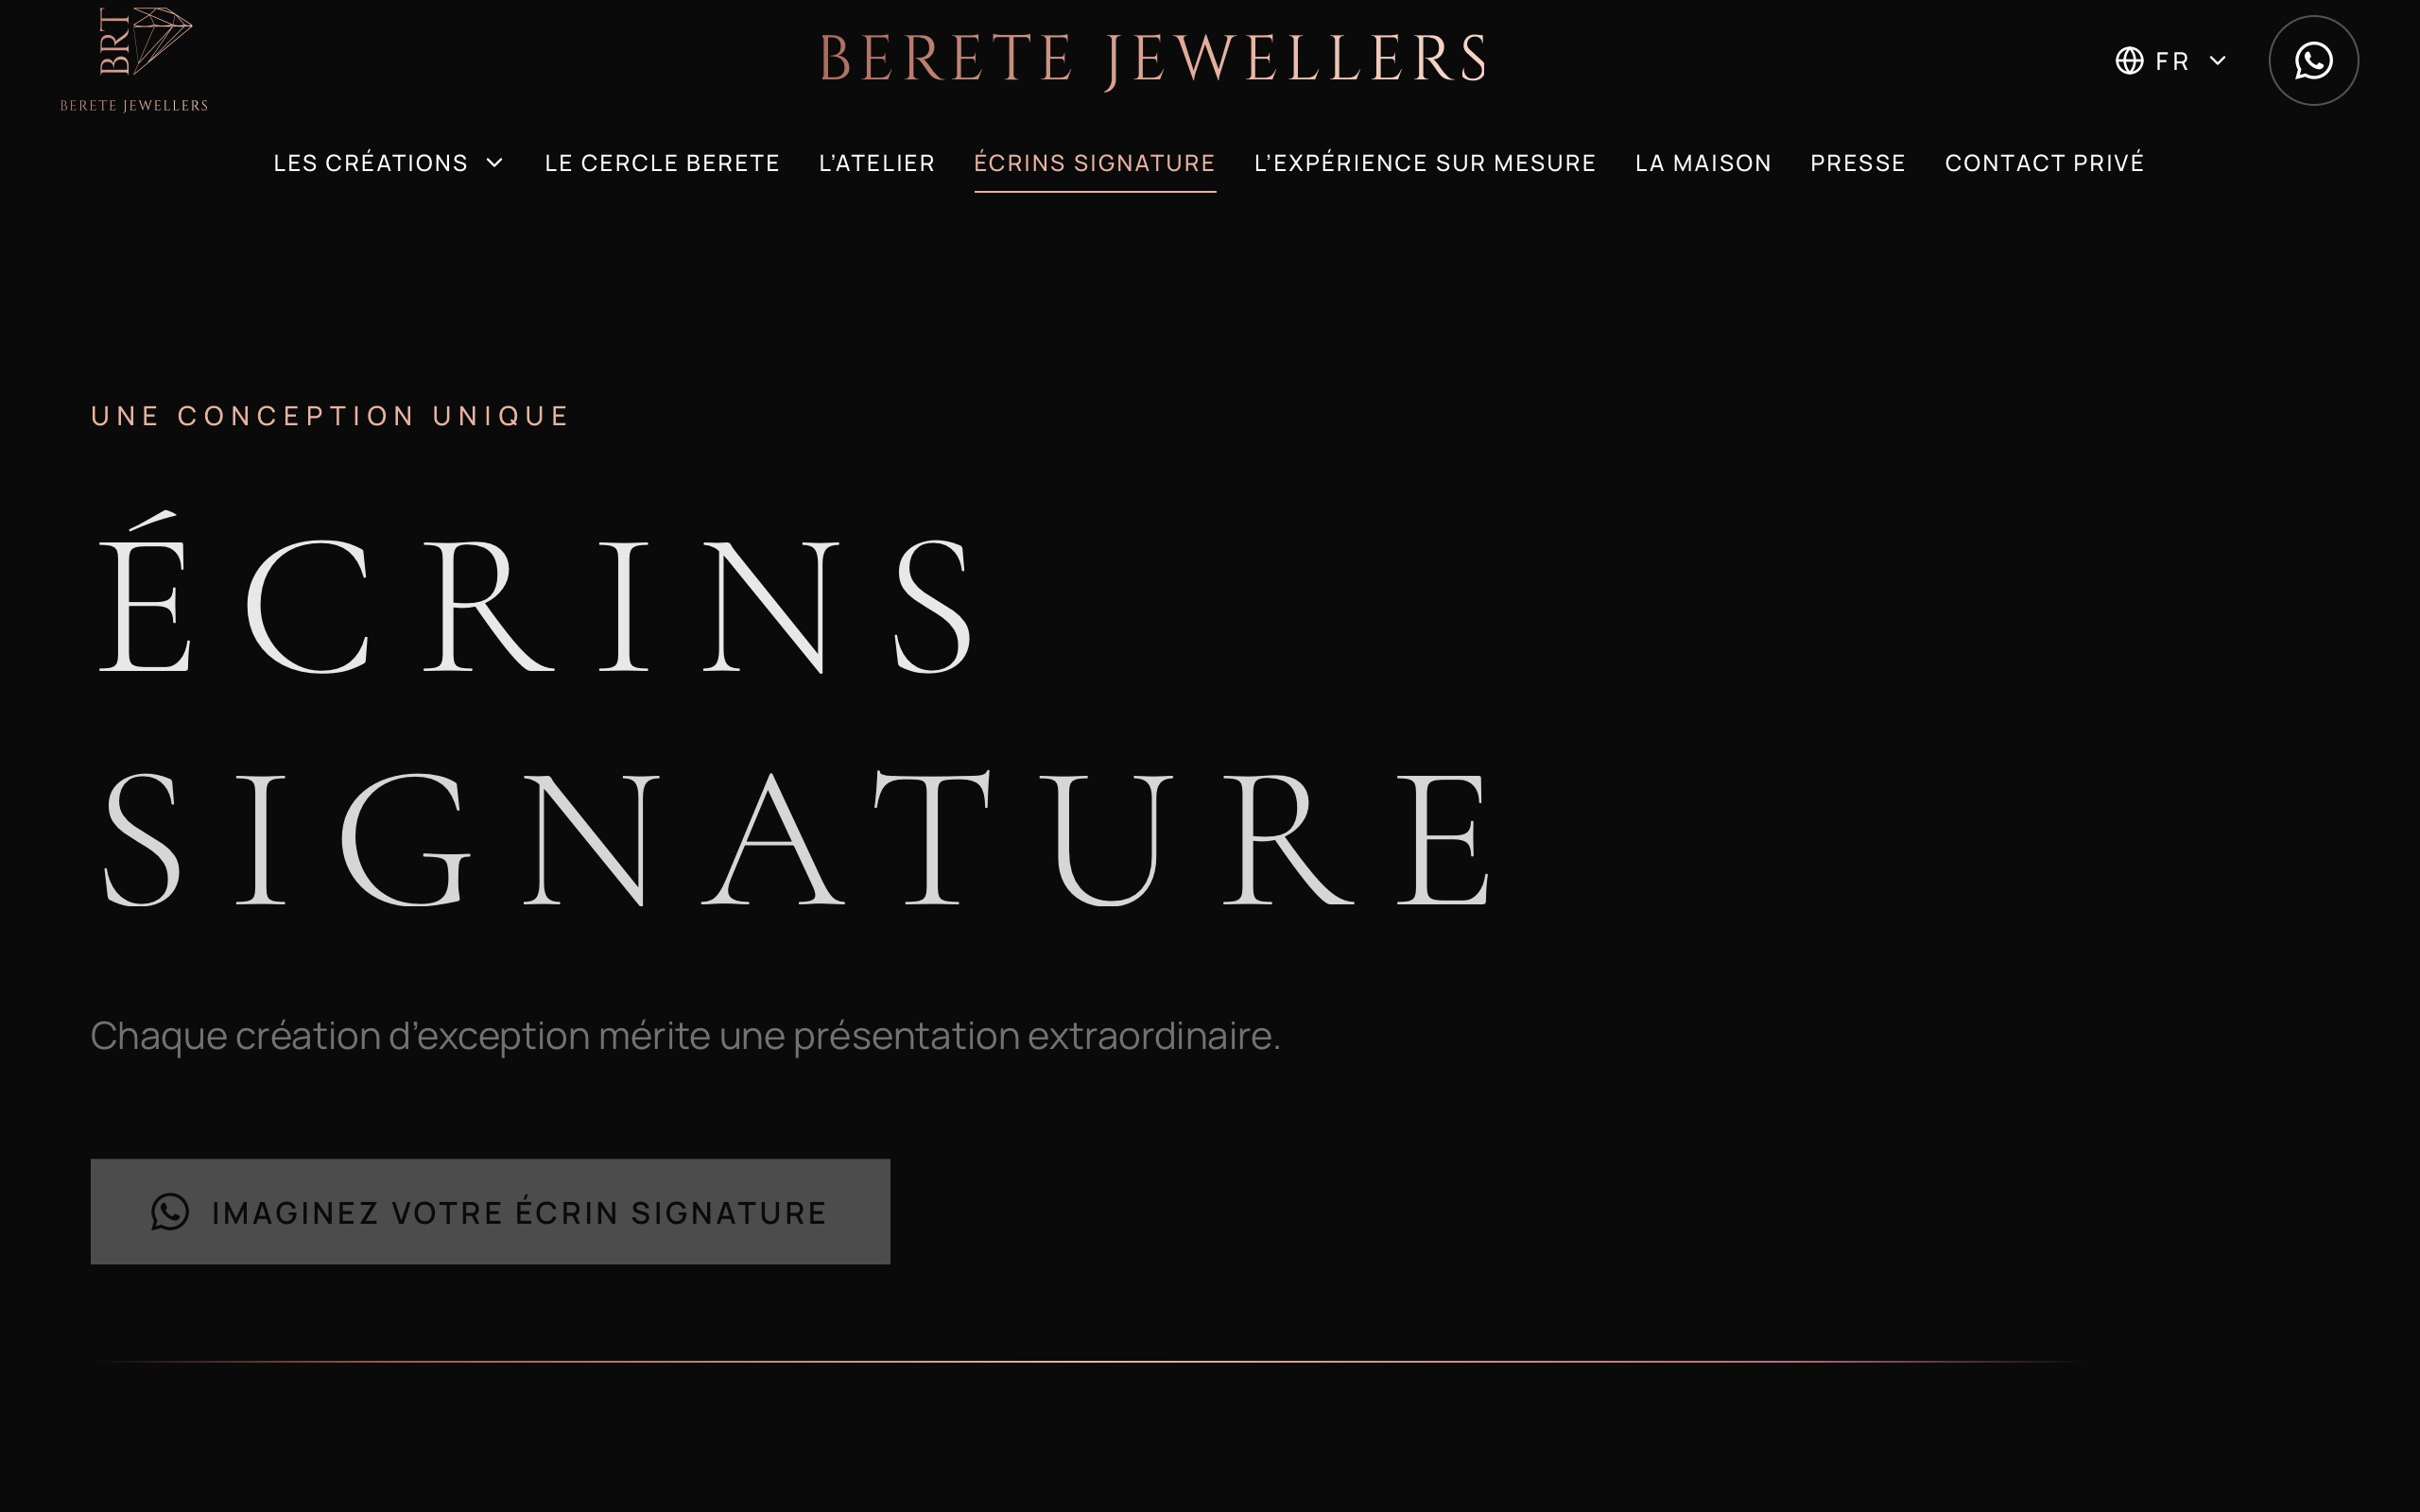 BRT
BERETE JEWELLERS
BERETE JEWELLERS
FR
LES CRÉATIONS
LE CERCLE BERETE
L’ATELIER
ÉCRINS SIGNATURE
L’EXPÉRIENCE SUR MESURE
LA MAISON
PRESSE
CONTACT PRIVÉ
UNE CONCEPTION UNIQUE
ÉCRINS
SIGNATURE
Chaque création d’exception mérite une présentation extraordinaire.
IMAGINEZ VOTRE ÉCRIN SIGNATURE